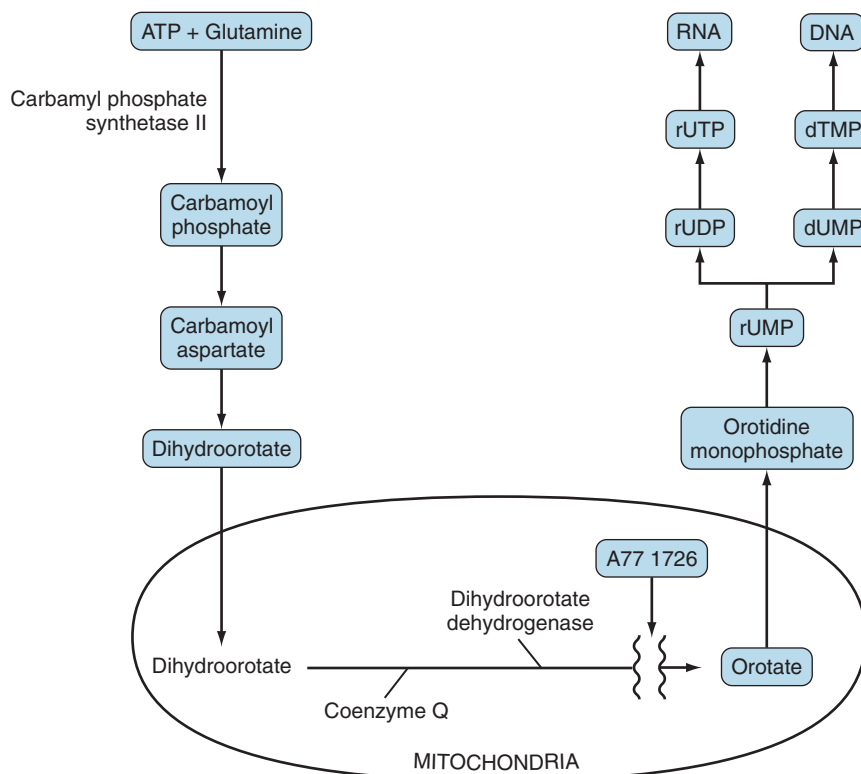 ATP + Glutamine
Carbamyl phosphate
synthetase II
Carbamoyl
phosphate
Carbamoyl
aspartate
Dihydroorotate
Dihydroorotate
Coenzyme Q
Dihydroorotate
dehydrogenase
A77 1726
Orotate
MITOCHONDRIA
Orotidine
monophosphate
rUMP
rUDP
dUMP
rUTP
dTMP
RNA
DNA